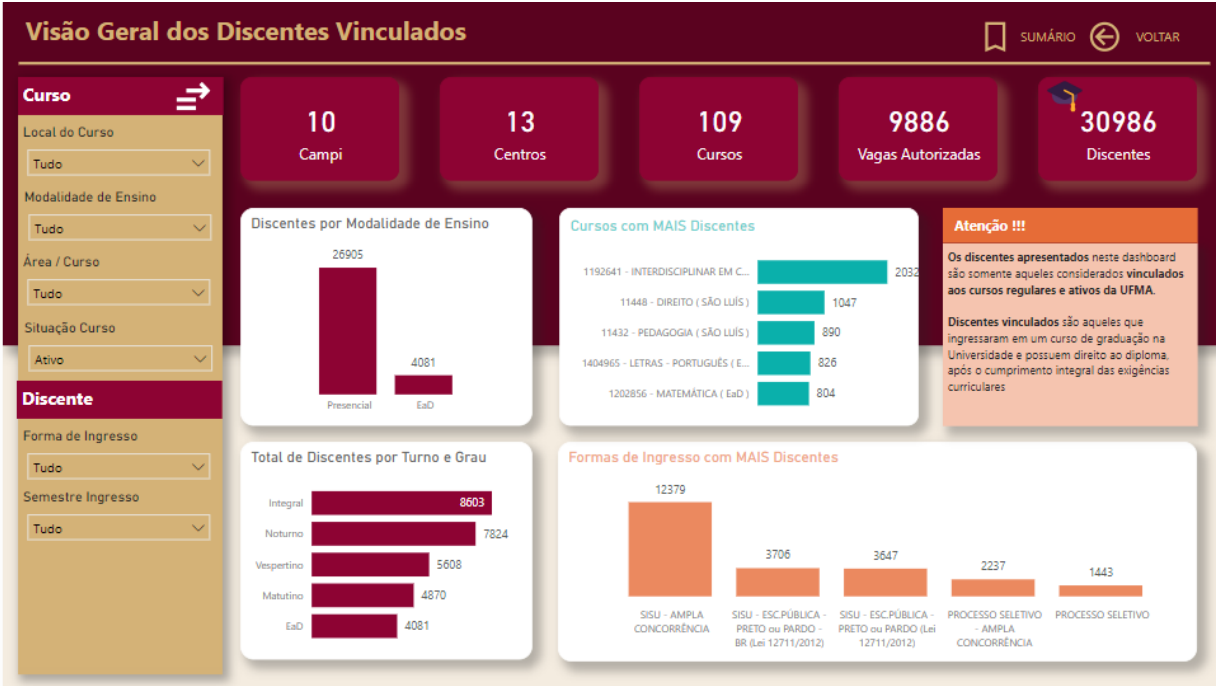 Visão Geral dos Discentes Vinculados
SUMÁRIO
VOLTAR
Curso
Local do Curso
Tudo
Modalidade de Ensino
Tudo
Área / Curso
Tudo
Situação Curso
Ativo
Discente
Forma de Ingresso
Tudo
Semestre Ingresso
Tudo
10
Campi
13
Centros
109
Cursos
9886
Vagas Autorizadas
30986
Discentes
Discentes por Modalidade de Ensino
26905
4081
Presencial
EaD
Cursos com MAIS Discentes
1192641 - INTERDISCIPLINAR EM C... 2032
11448 - DIREITO ( SÃO LUÍS ) 1047
11432 - PEDAGOGIA ( SÃO LUÍS ) 890
1404965 - LETRAS - PORTUGUÊS ( E... 826
1202856 - MATEMÁTICA ( EaD ) 804
Atenção !!!
Os discentes apresentados neste dashboard
são somente aqueles considerados vinculados
aos cursos regulares e ativos da UFMA.
Discentes vinculados são aqueles que
ingressaram em um curso de graduação na
Universidade e possuem direito ao diploma,
após o cumprimento integral das exigências
curriculares
Total de Discentes por Turno e Grau
Integral 8603
Noturno 7824
Vespertino 5608
Matutino 4870
EaD 4081
Formas de Ingresso com MAIS Discentes
12379
3706
3647
2237
1443
SISU - AMPLA
CONCORRÊNCIA
SISU - ESC.PÚBLICA -
PRETO ou PARDO -
BR (Lei 12711/2012)
SISU - ESC.PÚBLICA -
PRETO ou PARDO (Lei
12711/2012)
PROCESSO SELETIVO
- AMPLA
CONCORRÊNCIA
PROCESSO SELETIVO